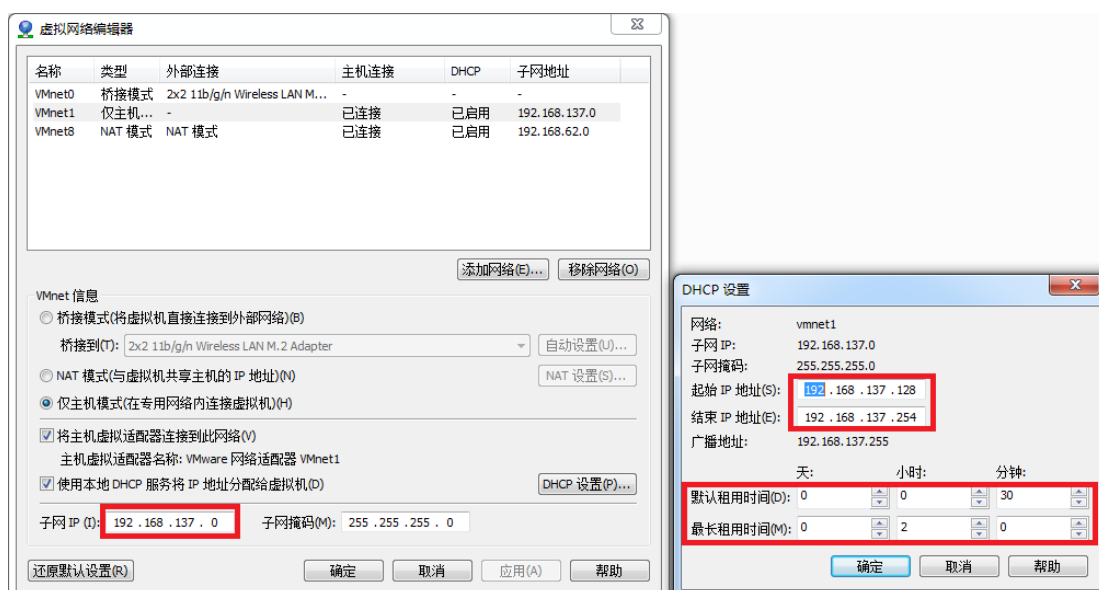 虚拟网络编辑器
名称 类型 外部连接 主机连接 DHCP 子网地址
VMnet0 桥接模式 2x2 11b/g/n Wireless LAN M... - - -
VMnet1 仅主机... - 已连接 已启用 192.168.137.0
VMnet8 NAT 模式 NAT 模式 已连接 已启用 192.168.62.0
添加网络(E)... 移除网络(O)
VMnet 信息
桥接模式(将虚拟机直接连接到外部网络)(B)
桥接到(T): 2x2 11b/g/n Wireless LAN M.2 Adapter 自动设置(U)...
NAT 模式(与虚拟机共享主机的 IP 地址)(N) NAT 设置(S)...
仅主机模式(在专用网络内连接虚拟机)(H)
将主机虚拟适配器连接到此网络(V)
主机虚拟适配器名称: VMware 网络适配器 VMnet1
使用本地 DHCP 服务将 IP 地址分配给虚拟机(D) DHCP 设置(P)...
子网 IP (I): 192 . 168 . 137 . 0 子网掩码(M): 255 . 255 . 255 . 0
还原默认设置(R) 确定 取消 应用(A) 帮助
DHCP 设置
网络: vmnet1
子网 IP: 192.168.137.0
子网掩码: 255.255.255.0
起始 IP 地址(S): 192 . 168 . 137 . 128
结束 IP 地址(E): 192 . 168 . 137 . 254
广播地址: 192.168.137.255
天: 小时: 分钟:
默认租用时间(D): 0 0 30
最长租用时间(M): 0 2 0
确定 取消 帮助